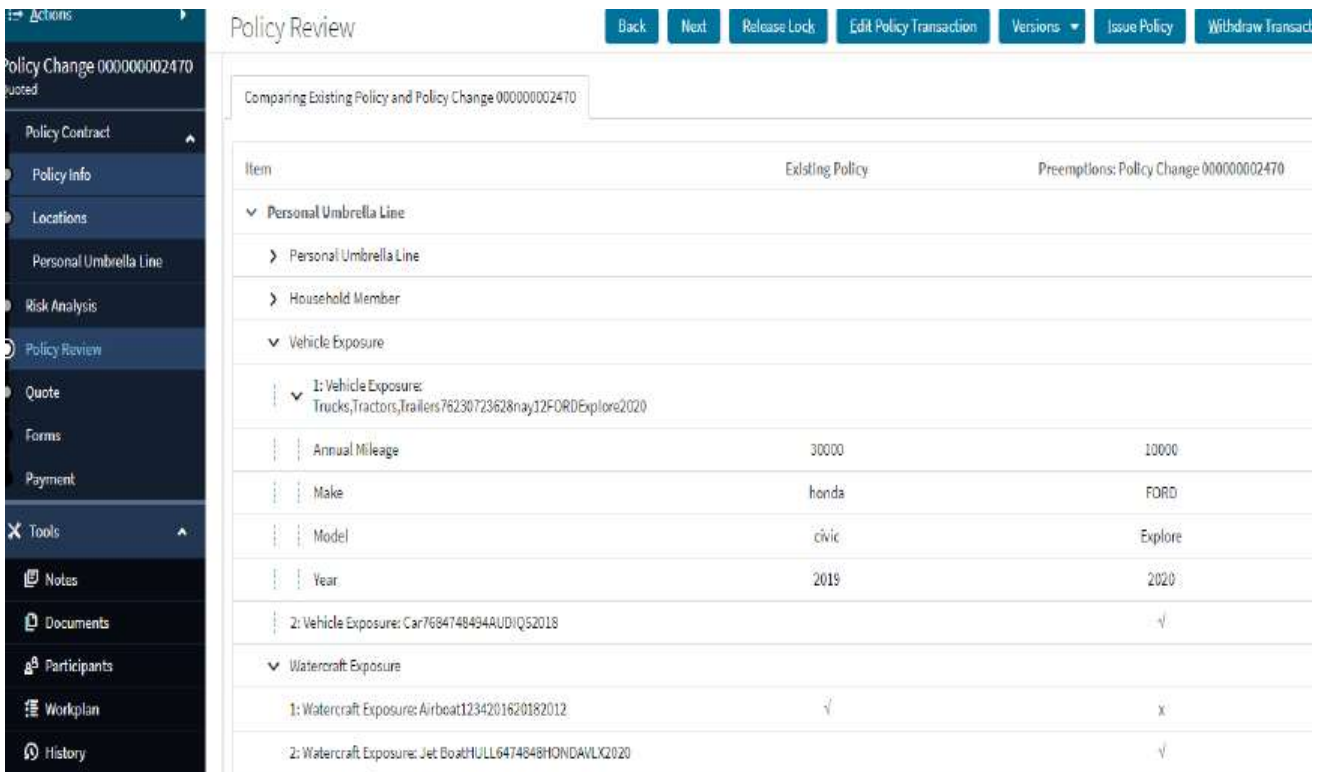 Actions
Policy Change 000000002470
uoted
Policy Contract
Policy Info
Locations
Personal Umbrella Line
Risk Analysis
Policy Review
Quote
Forms
Payment
Tools
Notes
Documents
Participants
Workplan
History
Policy Review
Back Next Release Lock Edit Policy Transaction Versions Issue Policy Withdraw Transact
Comparing Existing Policy and Policy Change 000000002470
Item Existing Policy Preemptions: Policy Change 000000002470
Personal Umbrella Line
Personal Umbrella Line
Household Member
Vehicle Exposure
1: Vehicle Exposure:
Trucks,Tractors,Trailers76230723628nay12FORDExplore2020
Annual Mileage 30000 10000
Make honda FORD
Model civic Explore
Year 2019 2020
2: Vehicle Exposure: Car7684748494AUDIQ52018 √
Watercraft Exposure
1: Watercraft Exposure: Airboat1234201620182012 √ x
2: Watercraft Exposure: Jet BoatHULL6474848HONDAVLX2020 √